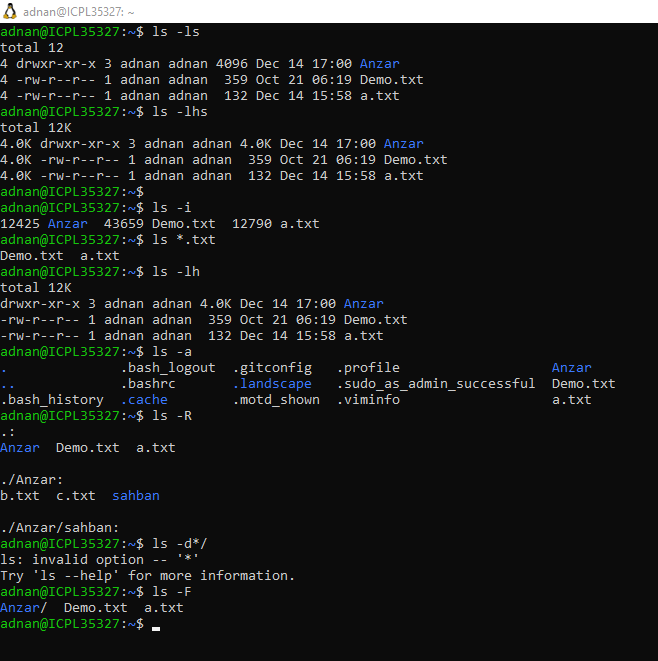 adnan@ICPL35327: ~
adnan@ICPL35327:~$ ls -ls
total 12
4 drwxr-xr-x 3 adnan adnan 4096 Dec 14 17:00 Anzar
4 -rw-r--r-- 1 adnan adnan  359 Oct 21 06:19 Demo.txt
4 -rw-r--r-- 1 adnan adnan  132 Dec 14 15:58 a.txt
adnan@ICPL35327:~$ ls -lhs
total 12K
4.0K drwxr-xr-x 3 adnan adnan 4.0K Dec 14 17:00 Anzar
4.0K -rw-r--r-- 1 adnan adnan  359 Oct 21 06:19 Demo.txt
4.0K -rw-r--r-- 1 adnan adnan  132 Dec 14 15:58 a.txt
adnan@ICPL35327:~$
adnan@ICPL35327:~$ ls -i
12425 Anzar  43659 Demo.txt  12790 a.txt
adnan@ICPL35327:~$ ls *.txt
Demo.txt  a.txt
adnan@ICPL35327:~$ ls -lh
total 12K
drwxr-xr-x 3 adnan adnan 4.0K Dec 14 17:00 Anzar
-rw-r--r-- 1 adnan adnan  359 Oct 21 06:19 Demo.txt
-rw-r--r-- 1 adnan adnan  132 Dec 14 15:58 a.txt
adnan@ICPL35327:~$ ls -a
.              .bash_logout  .gitconfig   .profile                   Anzar
..             .bashrc       .landscape   .sudo_as_admin_successful  Demo.txt
.bash_history  .cache        .motd_shown  .viminfo                   a.txt
adnan@ICPL35327:~$ ls -R
.:
Anzar  Demo.txt  a.txt

./Anzar:
b.txt  c.txt  sahban

./Anzar/sahban:
adnan@ICPL35327:~$ ls -d*/
ls: invalid option -- '*'
Try 'ls --help' for more information.
adnan@ICPL35327:~$ ls -F
Anzar/  Demo.txt  a.txt
adnan@ICPL35327:~$